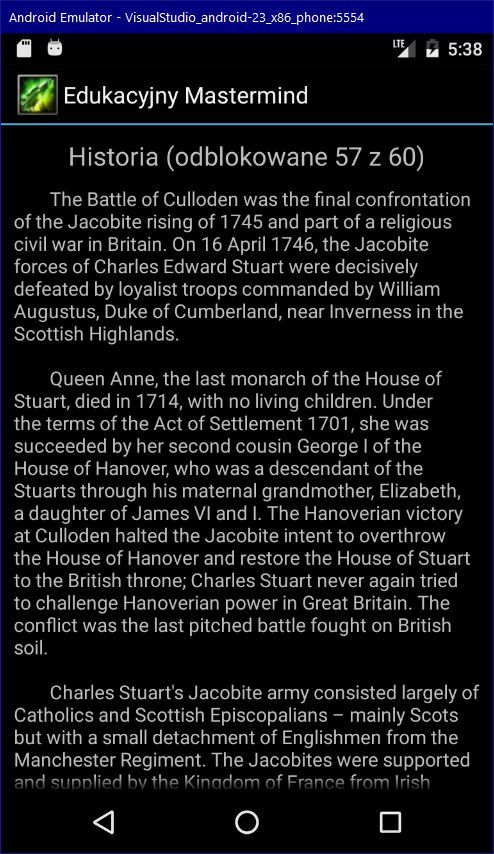 Android Emulator - VisualStudio_android-23_x86_phone:5554
LTE 5:38
Edukacyjny Mastermind
Historia (odblokowane 57 z 60)
The Battle of Culloden was the final confrontation
of the Jacobite rising of 1745 and part of a religious
civil war in Britain. On 16 April 1746, the Jacobite
forces of Charles Edward Stuart were decisively
defeated by loyalist troops commanded by William
Augustus, Duke of Cumberland, near Inverness in the
Scottish Highlands.
Queen Anne, the last monarch of the House of
Stuart, died in 1714, with no living children. Under
the terms of the Act of Settlement 1701, she was
succeeded by her second cousin George I of the
House of Hanover, who was a descendant of the
Stuarts through his maternal grandmother, Elizabeth,
a daughter of James VI and I. The Hanoverian victory
at Culloden halted the Jacobite intent to overthrow
the House of Hanover and restore the House of Stuart
to the British throne; Charles Stuart never again tried
to challenge Hanoverian power in Great Britain. The
conflict was the last pitched battle fought on British
soil.
Charles Stuart's Jacobite army consisted largely of
Catholics and Scottish Episcopalians – mainly Scots
but with a small detachment of Englishmen from the
Manchester Regiment. The Jacobites were supported
and supplied by the Kingdom of France from Irish